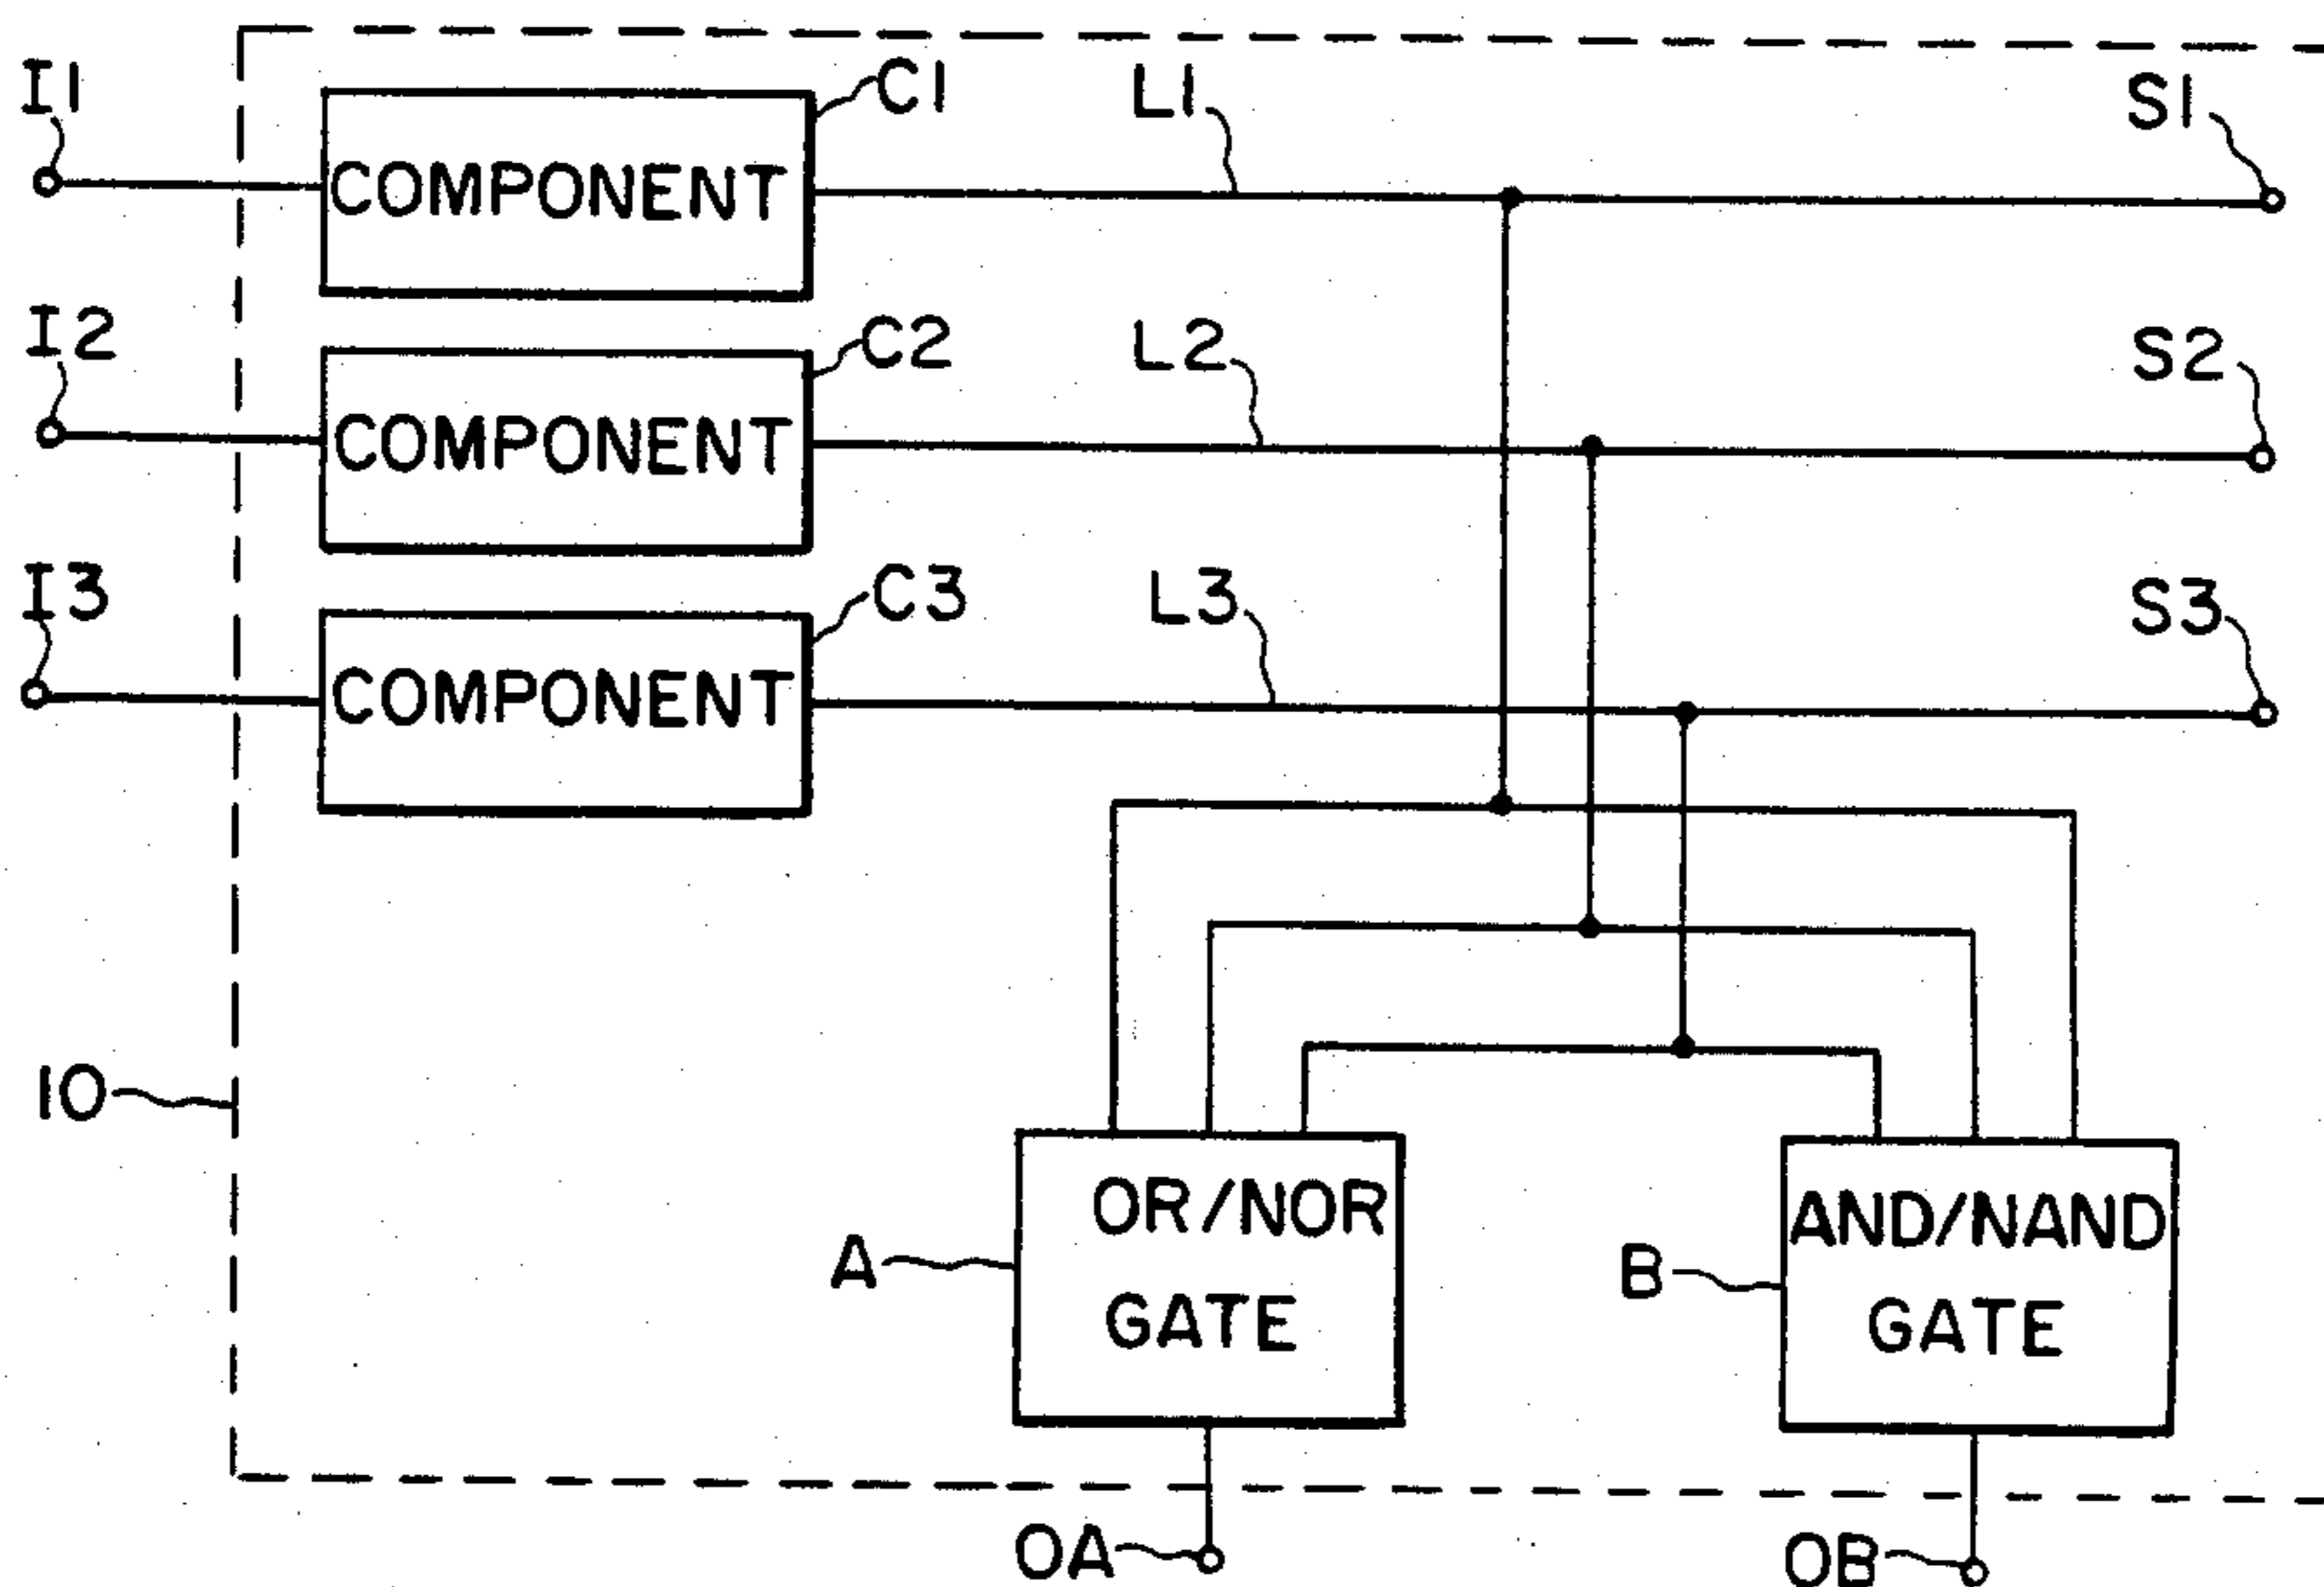 I1
C1
L1
S1
COMPONENT
I2
C2
L2
S2
COMPONENT
I3
C3
L3
S3
COMPONENT
10
A
OR/NOR
GATE
B
AND/NAND
GATE
OA
OB